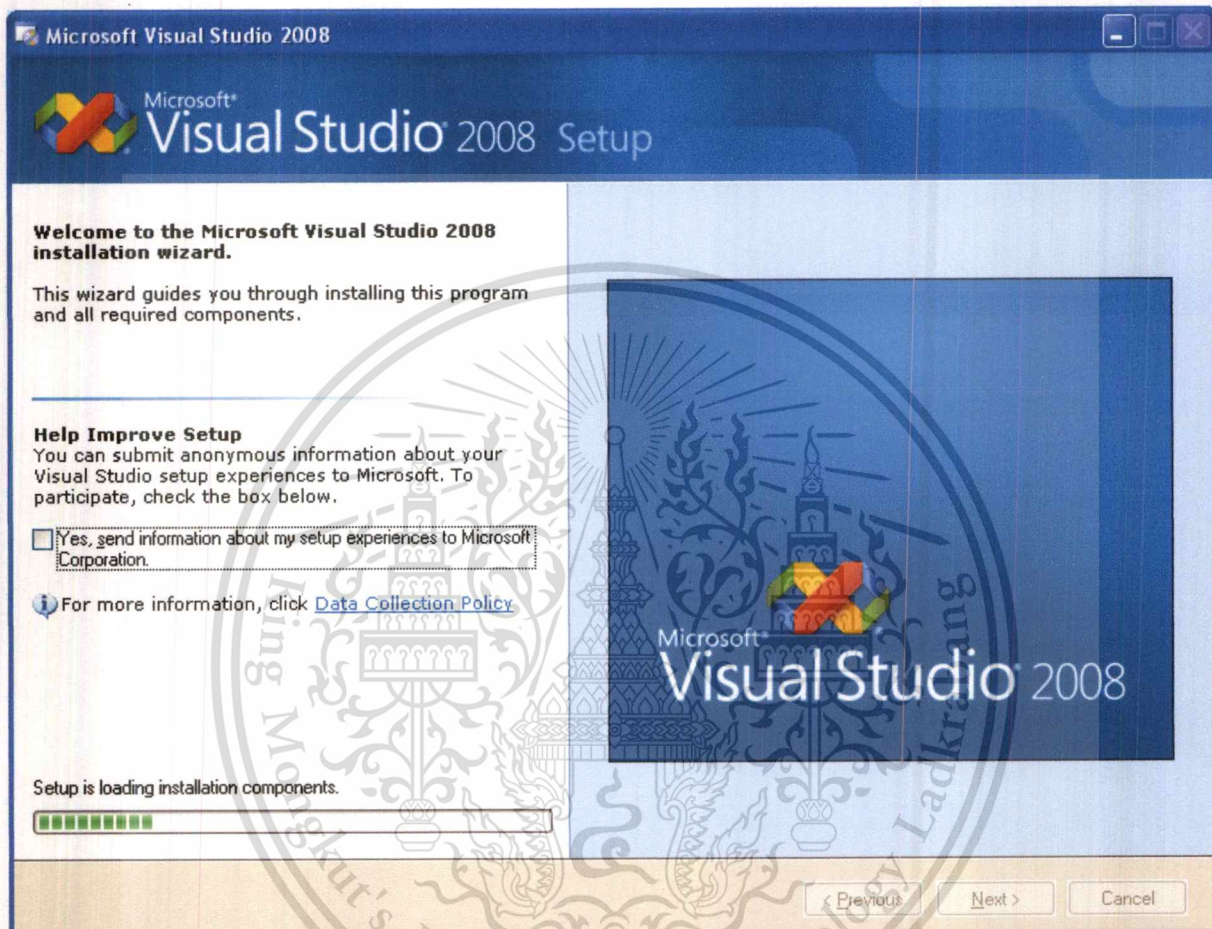 Microsoft Visual Studio 2008
Microsoft®
Visual Studio® 2008 Setup
Welcome to the Microsoft Visual Studio 2008
installation wizard.
This wizard guides you through installing this program
and all required components.
Help Improve Setup
You can submit anonymous information about your
Visual Studio setup experiences to Microsoft. To
participate, check the box below.
Yes, send information about my setup experiences to Microsoft
Corporation.
For more information, click Data Collection Policy
Microsoft®
Visual Studio® 2008
Setup is loading installation components.
< Previous
Next >
Cancel
King Mongkut's
Ladkrabang